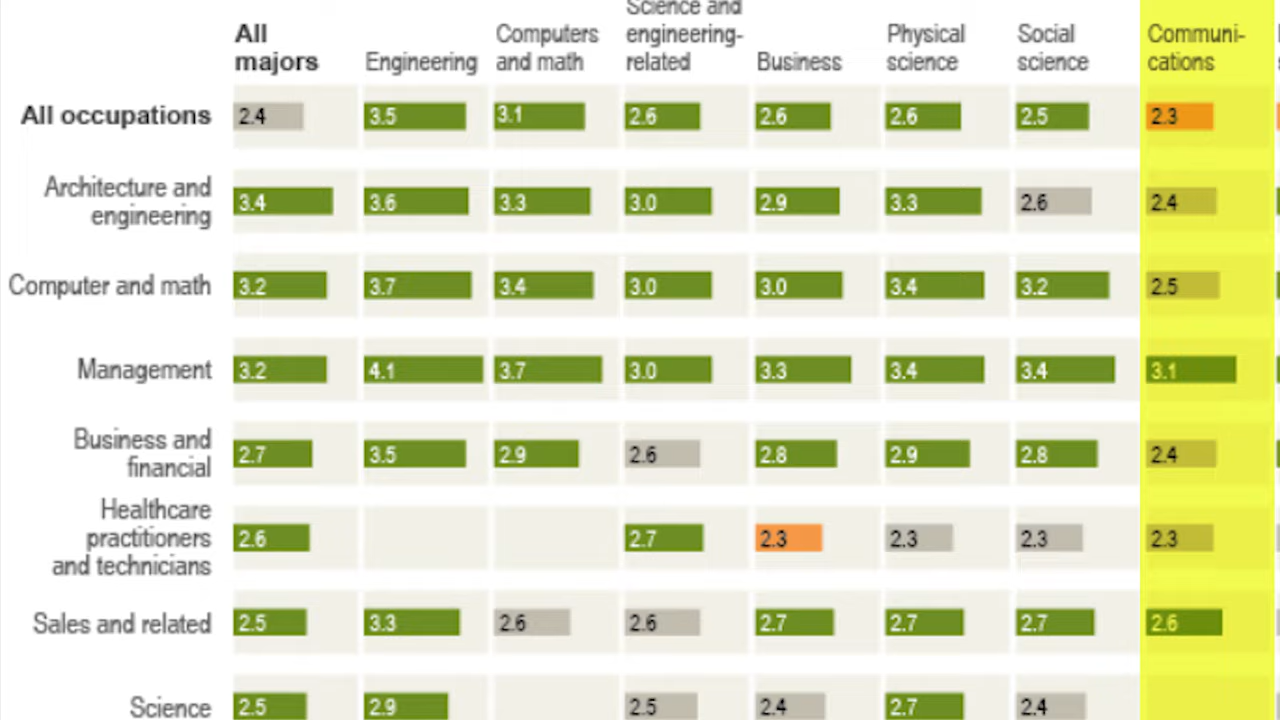 Science and
All Computers engineering- Physical Social Communi-
majors Engineering and math related Business science science cations
All occupations 2.4 3.5 3.1 2.6 2.6 2.6 2.5 2.3
Architecture and
engineering 3.4 3.6 3.3 3.0 2.9 3.3 2.6 2.4
Computer and math 3.2 3.7 3.4 3.0 3.0 3.4 3.2 2.5
Management 3.2 4.1 3.7 3.0 3.3 3.4 3.4 3.1
Business and
financial 2.7 3.5 2.9 2.6 2.8 2.9 2.8 2.4
Healthcare
practitioners 2.6 2.7 2.3 2.3 2.3 2.3
and technicians
Sales and related 2.5 3.3 2.6 2.6 2.7 2.7 2.7 2.6
Science 2.5 2.9 2.5 2.4 2.7 2.4